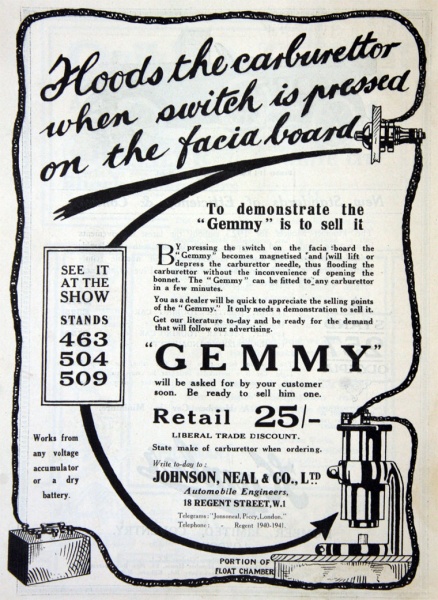 Floods the carburettor
when switch is pressed
on the facia board
To demonstrate the
"Gemmy" is to sell it
By pressing the switch on the facia board the
"Gemmy" becomes magnetised and will lift or
depress the carburettor needle, thus flooding the
carburettor without the inconvenience of opening the
bonnet. The "Gemmy" can be fitted to any carburettor
in a few minutes.
You as a dealer will be quick to appreciate the selling points
of the "Gemmy." It only needs a demonstration to sell it.
Get our literature to-day and be ready for the demand
that will follow our advertising.
SEE IT
AT THE
SHOW
STANDS
463
504
509
"GEMMY"
will be asked for by your customer
soon. Be ready to sell him one.
Retail 25/-
LIBERAL TRADE DISCOUNT.
State make of carburettor when ordering.
Write to-day to:
JOHNSON, NEAL & CO., LTD
Automobile Engineers,
18 REGENT STREET, W.1
Telegrams: "Jonnneal, Piccy, London."
Telephone: - Regent 1940-1941.
Works from
any voltage
accumulator
or a dry
battery.
PORTION OF
FLOAT CHAMBER